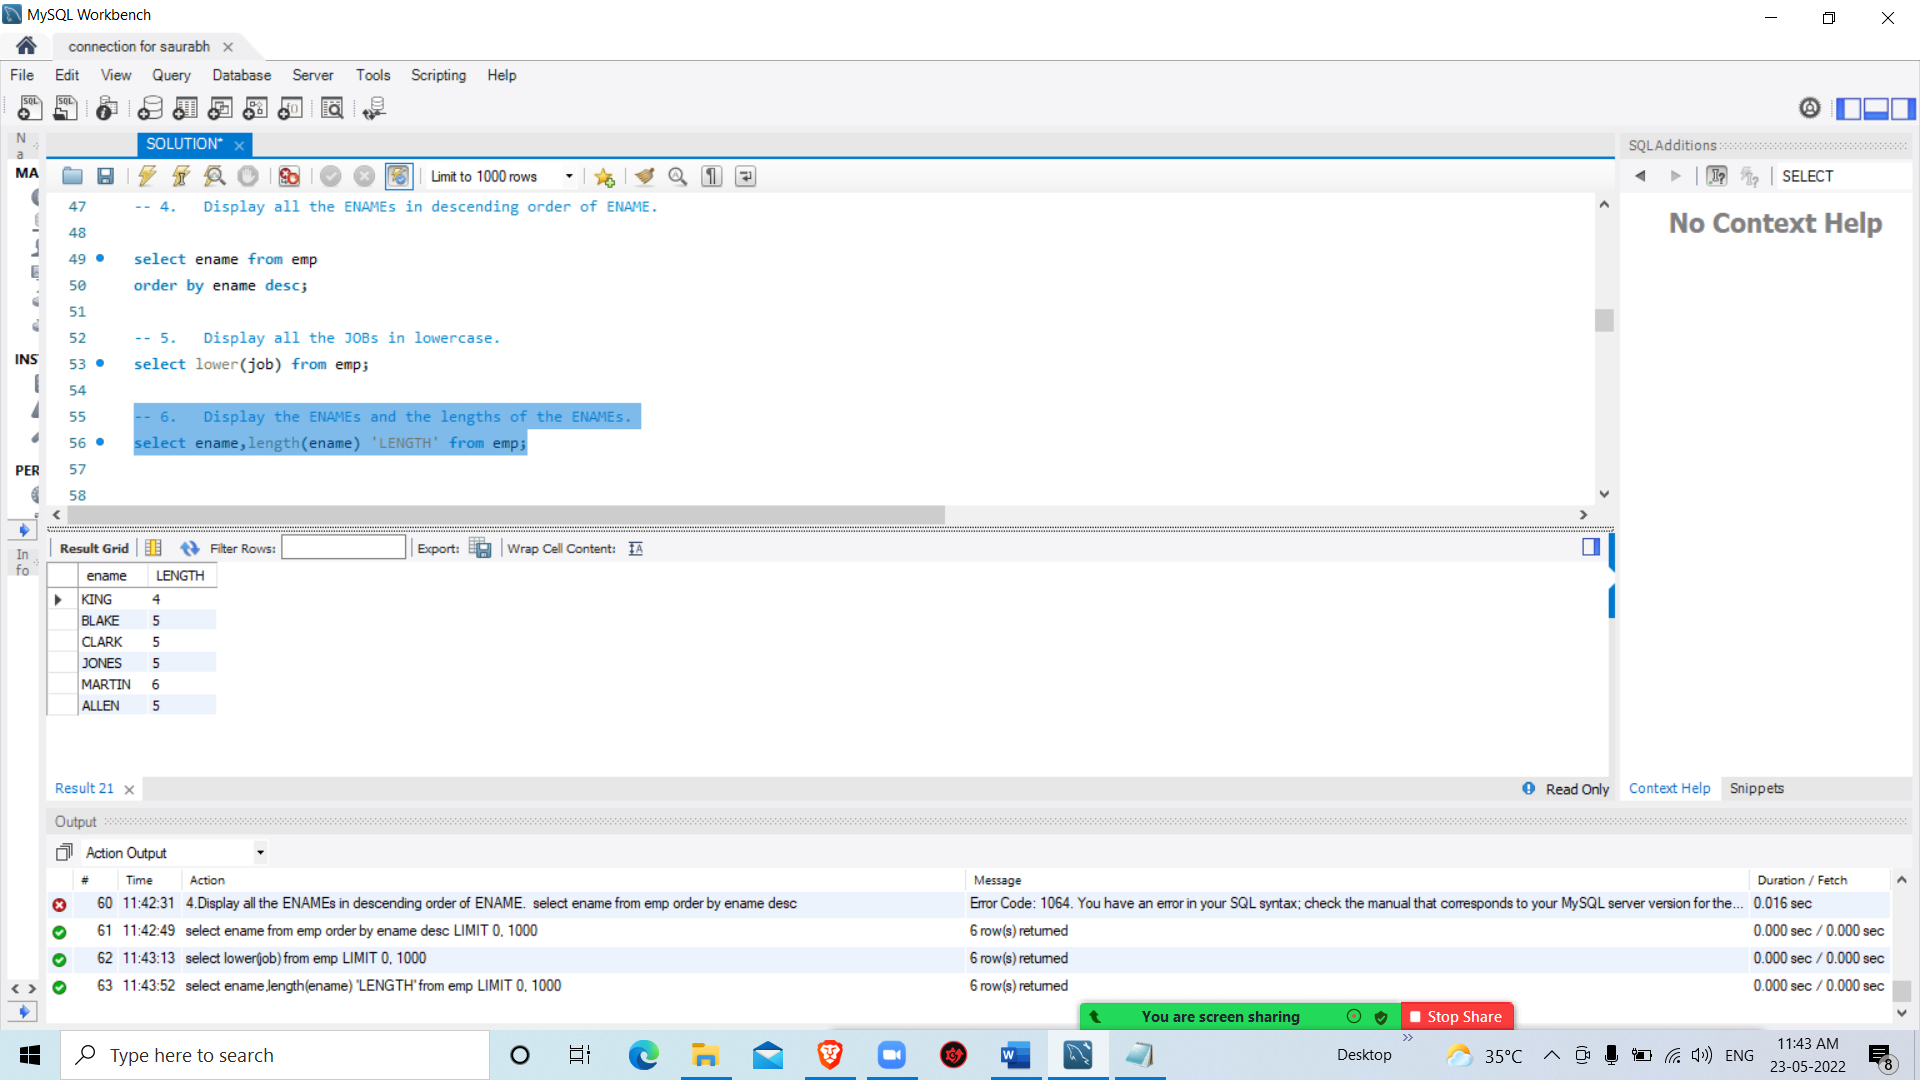 MySQL Workbench
connection for saurabh
File Edit View Query Database Server Tools Scripting Help
N
a
SOLUTION*
SQLAdditions
MA
Limit to 1000 rows
SELECT
47 -- 4. Display all the ENAMEs in descending order of ENAME.
No Context Help
48
49 select ename from emp
50 order by ename desc;
51
52 -- 5. Display all the JOBs in lowercase.
INS
53 select lower(job) from emp;
54
55 -- 6. Display the ENAMEs and the lengths of the ENAMEs.
56 select ename,length(ename) 'LENGTH' from emp;
PER
57
58
In
fo
Result Grid Filter Rows: Export: Wrap Cell Content:
ename LENGTH
KING 4
BLAKE 5
CLARK 5
JONES 5
MARTIN 6
ALLEN 5
Result 21
Read Only
Context Help Snippets
Output
Action Output
# Time Action Message Duration / Fetch
60 11:42:31 4.Display all the ENAMEs in descending order of ENAME. select ename from emp order by ename desc Error Code: 1064. You have an error in your SQL syntax; check the manual that corresponds to your MySQL server version for the... 0.016 sec
61 11:42:49 select ename from emp order by ename desc LIMIT 0, 1000 6 row(s) returned 0.000 sec / 0.000 sec
62 11:43:13 select lower(job) from emp LIMIT 0, 1000 6 row(s) returned 0.000 sec / 0.000 sec
63 11:43:52 select ename,length(ename) 'LENGTH' from emp LIMIT 0, 1000 6 row(s) returned 0.000 sec / 0.000 sec
You are screen sharing Stop Share
Type here to search
Desktop
35°C
ENG
11:43 AM
23-05-2022
8